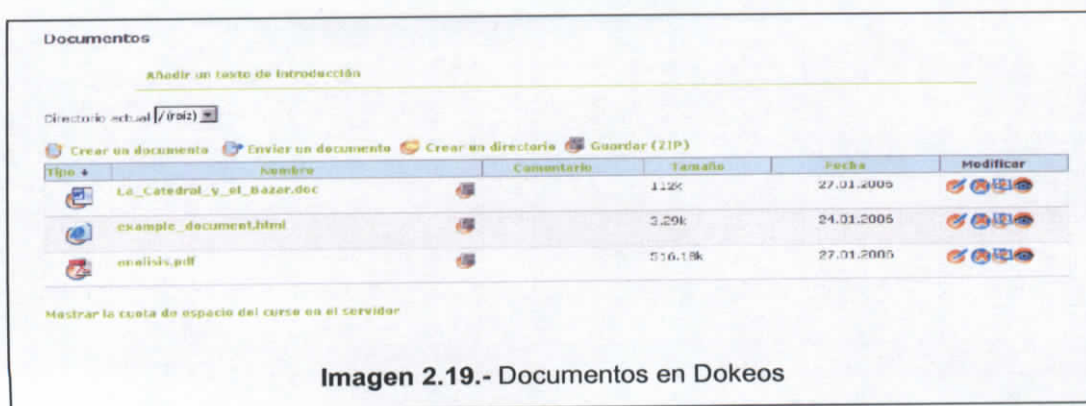 Documentos
Añadir un texto de introducción
Directorio actual / (raíz)
Crear un documento Enviar un documento Crear un directorio Guardar (ZIP)
Tipo Nombre Comentario Tamaño Fecha Modificar
La_Catedral_y_el_Bazar.doc 112k 27.01.2006
example_document.html 3.29k 24.01.2006
analisis.pdf 516.18k 27.01.2006
Mostrar la cuota de espacio del curso en el servidor
Imagen 2.19.- Documentos en Dokeos